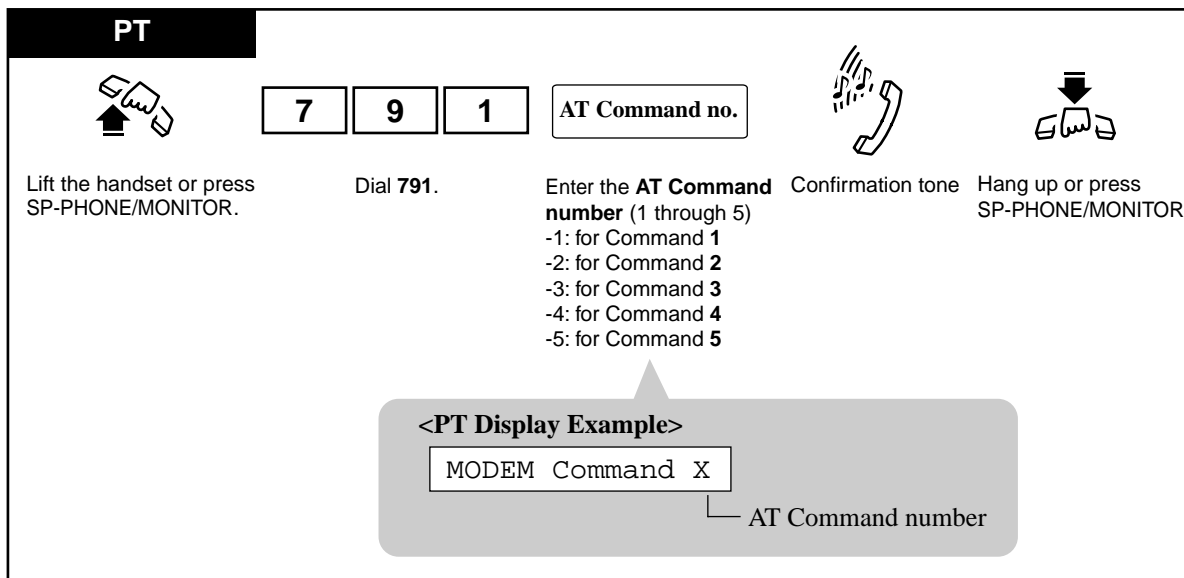 PT
7 9 1
AT Command no.
Lift the handset or press
SP-PHONE/MONITOR.
Dial 791.
Enter the AT Command
number (1 through 5)
-1: for Command 1
-2: for Command 2
-3: for Command 3
-4: for Command 4
-5: for Command 5
Confirmation tone
Hang up or press
SP-PHONE/MONITOR
<PT Display Example>
MODEM Command X
AT Command number